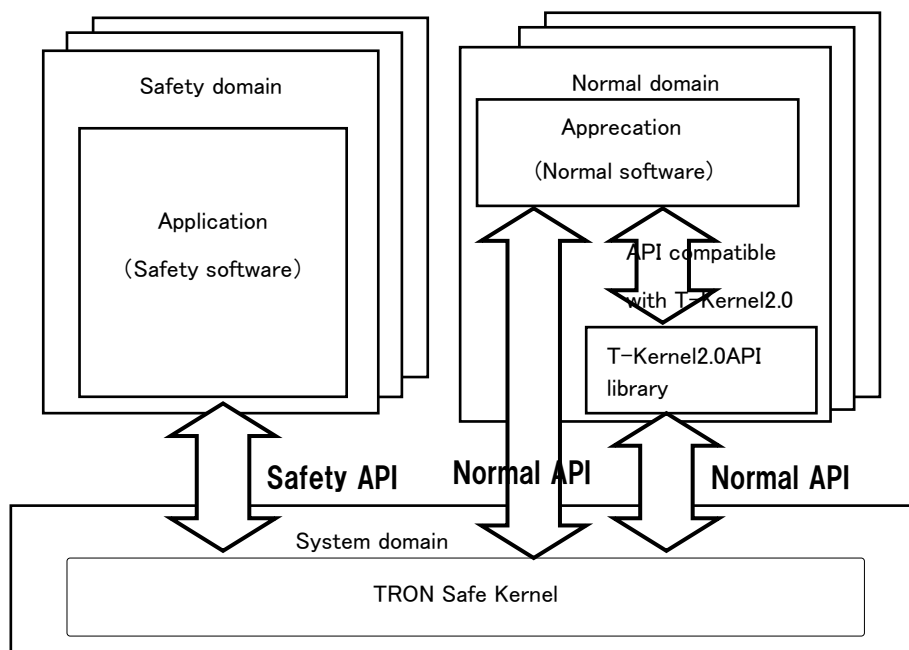 Safety domain
Application
（Safety software）
Normal domain
Apprecation
（Normal software）
API compatible
with T-Kernel2.0
T-Kernel2.0API
library
Safety API
Normal API
Normal API
System domain
TRON Safe Kernel